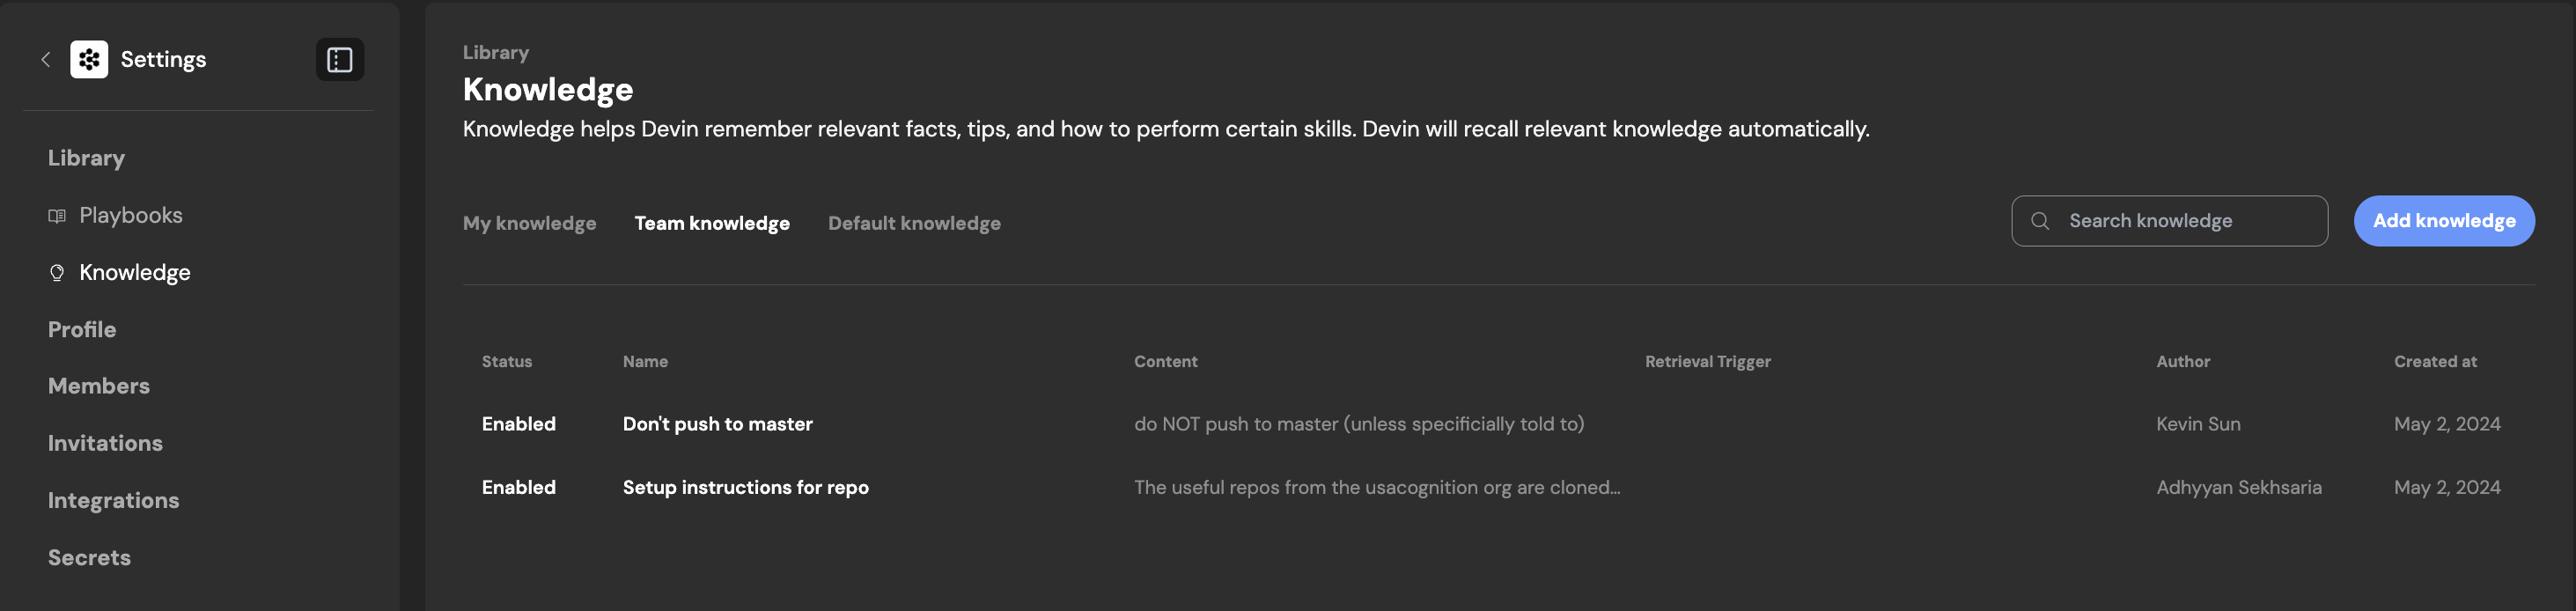 Settings
Library
Playbooks
Knowledge
Profile
Members
Invitations
Integrations
Secrets
Library
Knowledge
Knowledge helps Devin remember relevant facts, tips, and how to perform certain skills. Devin will recall relevant knowledge automatically.
My knowledge Team knowledge Default knowledge Search knowledge Add knowledge
Status Name Content Retrieval Trigger Author Created at
Enabled Don't push to master do NOT push to master (unless specificially told to) Kevin Sun May 2, 2024
Enabled Setup instructions for repo The useful repos from the usacognition org are cloned... Adhyyan Sekhsaria May 2, 2024